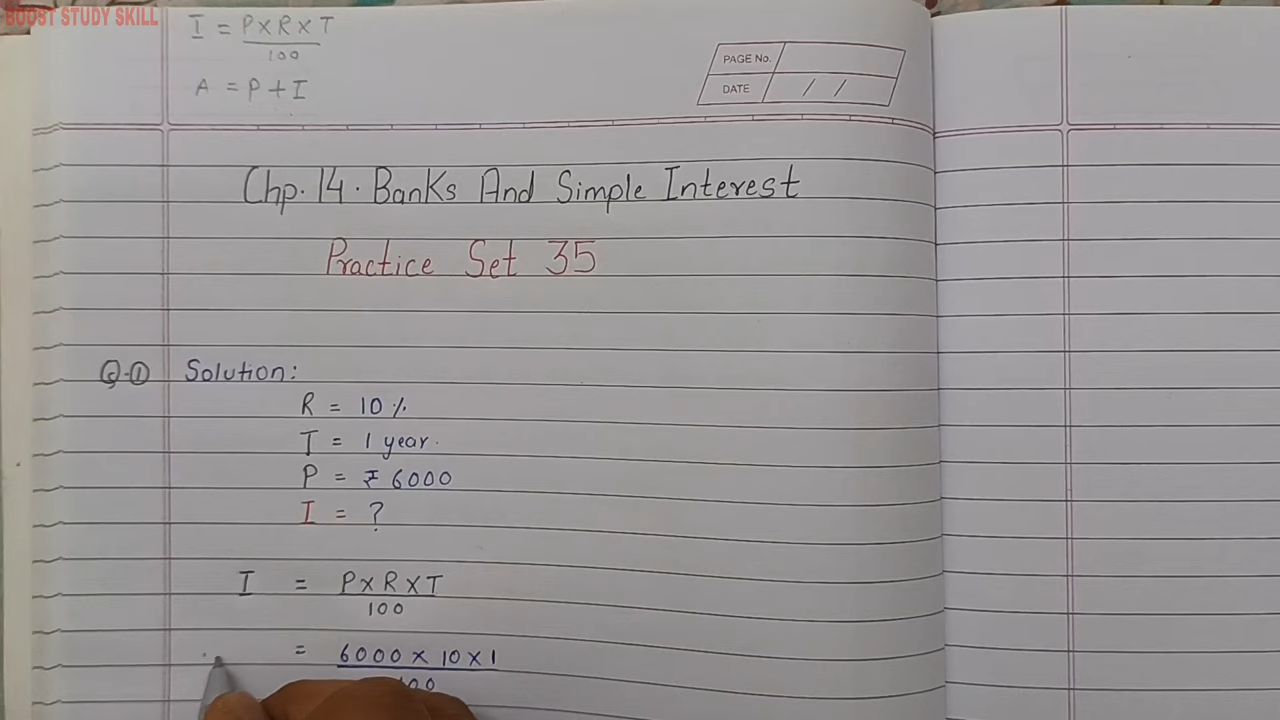 BOOST STUDY SKILL
I = P×R×T
100
A = P+I
PAGE No.
DATE / /
Chp. 14. Banks And Simple Interest
Practice Set 35
Q.① Solution:
R = 10 %
T = 1 year.
P = ₹ 6000
I = ?
I = P×R×T
100
= 6000 × 10 × 1
100